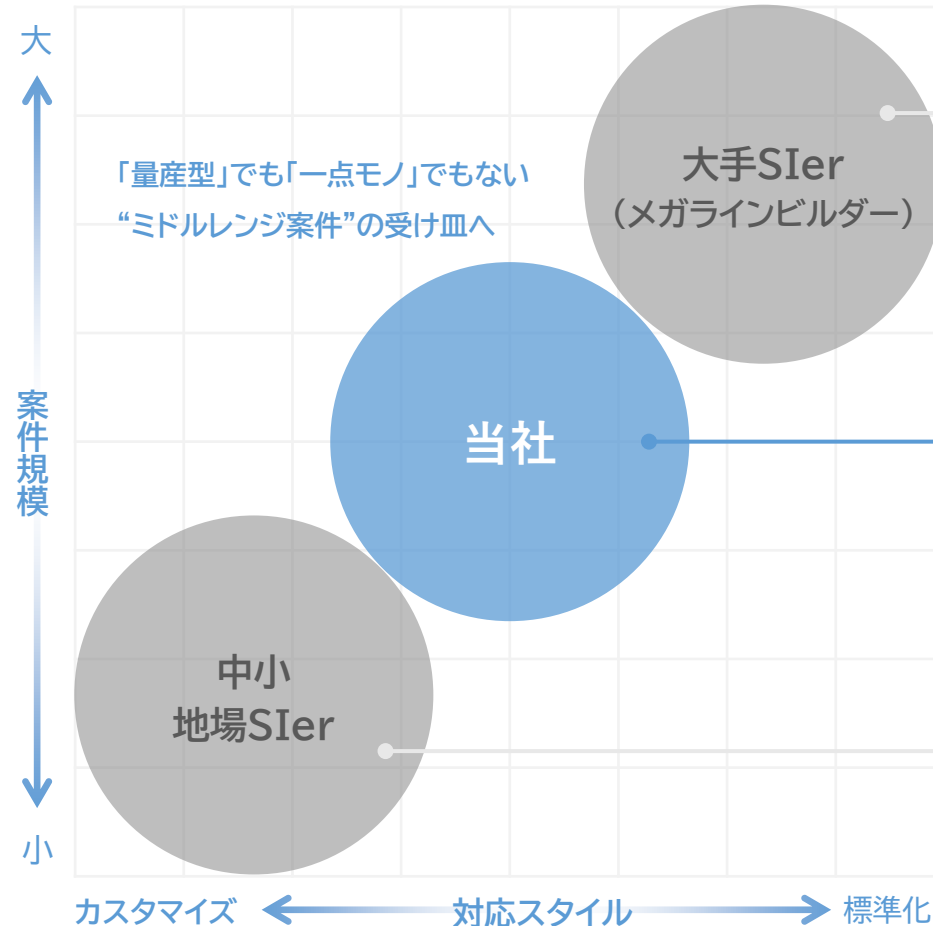 大
「量産型」でも「一点モノ」でもない
“ミドルレンジ案件”の受け皿へ
大手SIer
（メガラインビルダー）
案件規模
当社
中小
地場SIer
小
カスタマイズ
対応スタイル
標準化